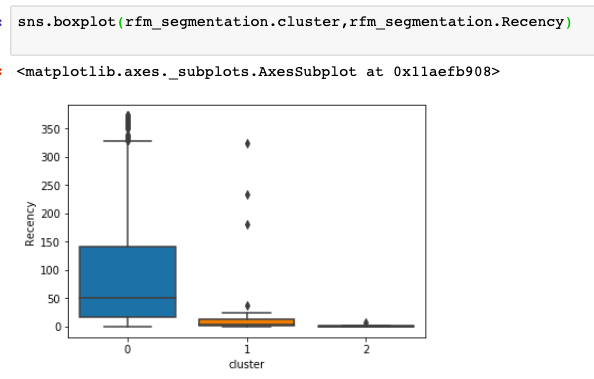 sns.boxplot(rfm_segmentation.cluster,rfm_segmentation.Recency)
<matplotlib.axes._subplots.AxesSubplot at 0x11aefb908>
350
300
250
200
150
100
50
0
Recency
0 1 2
cluster